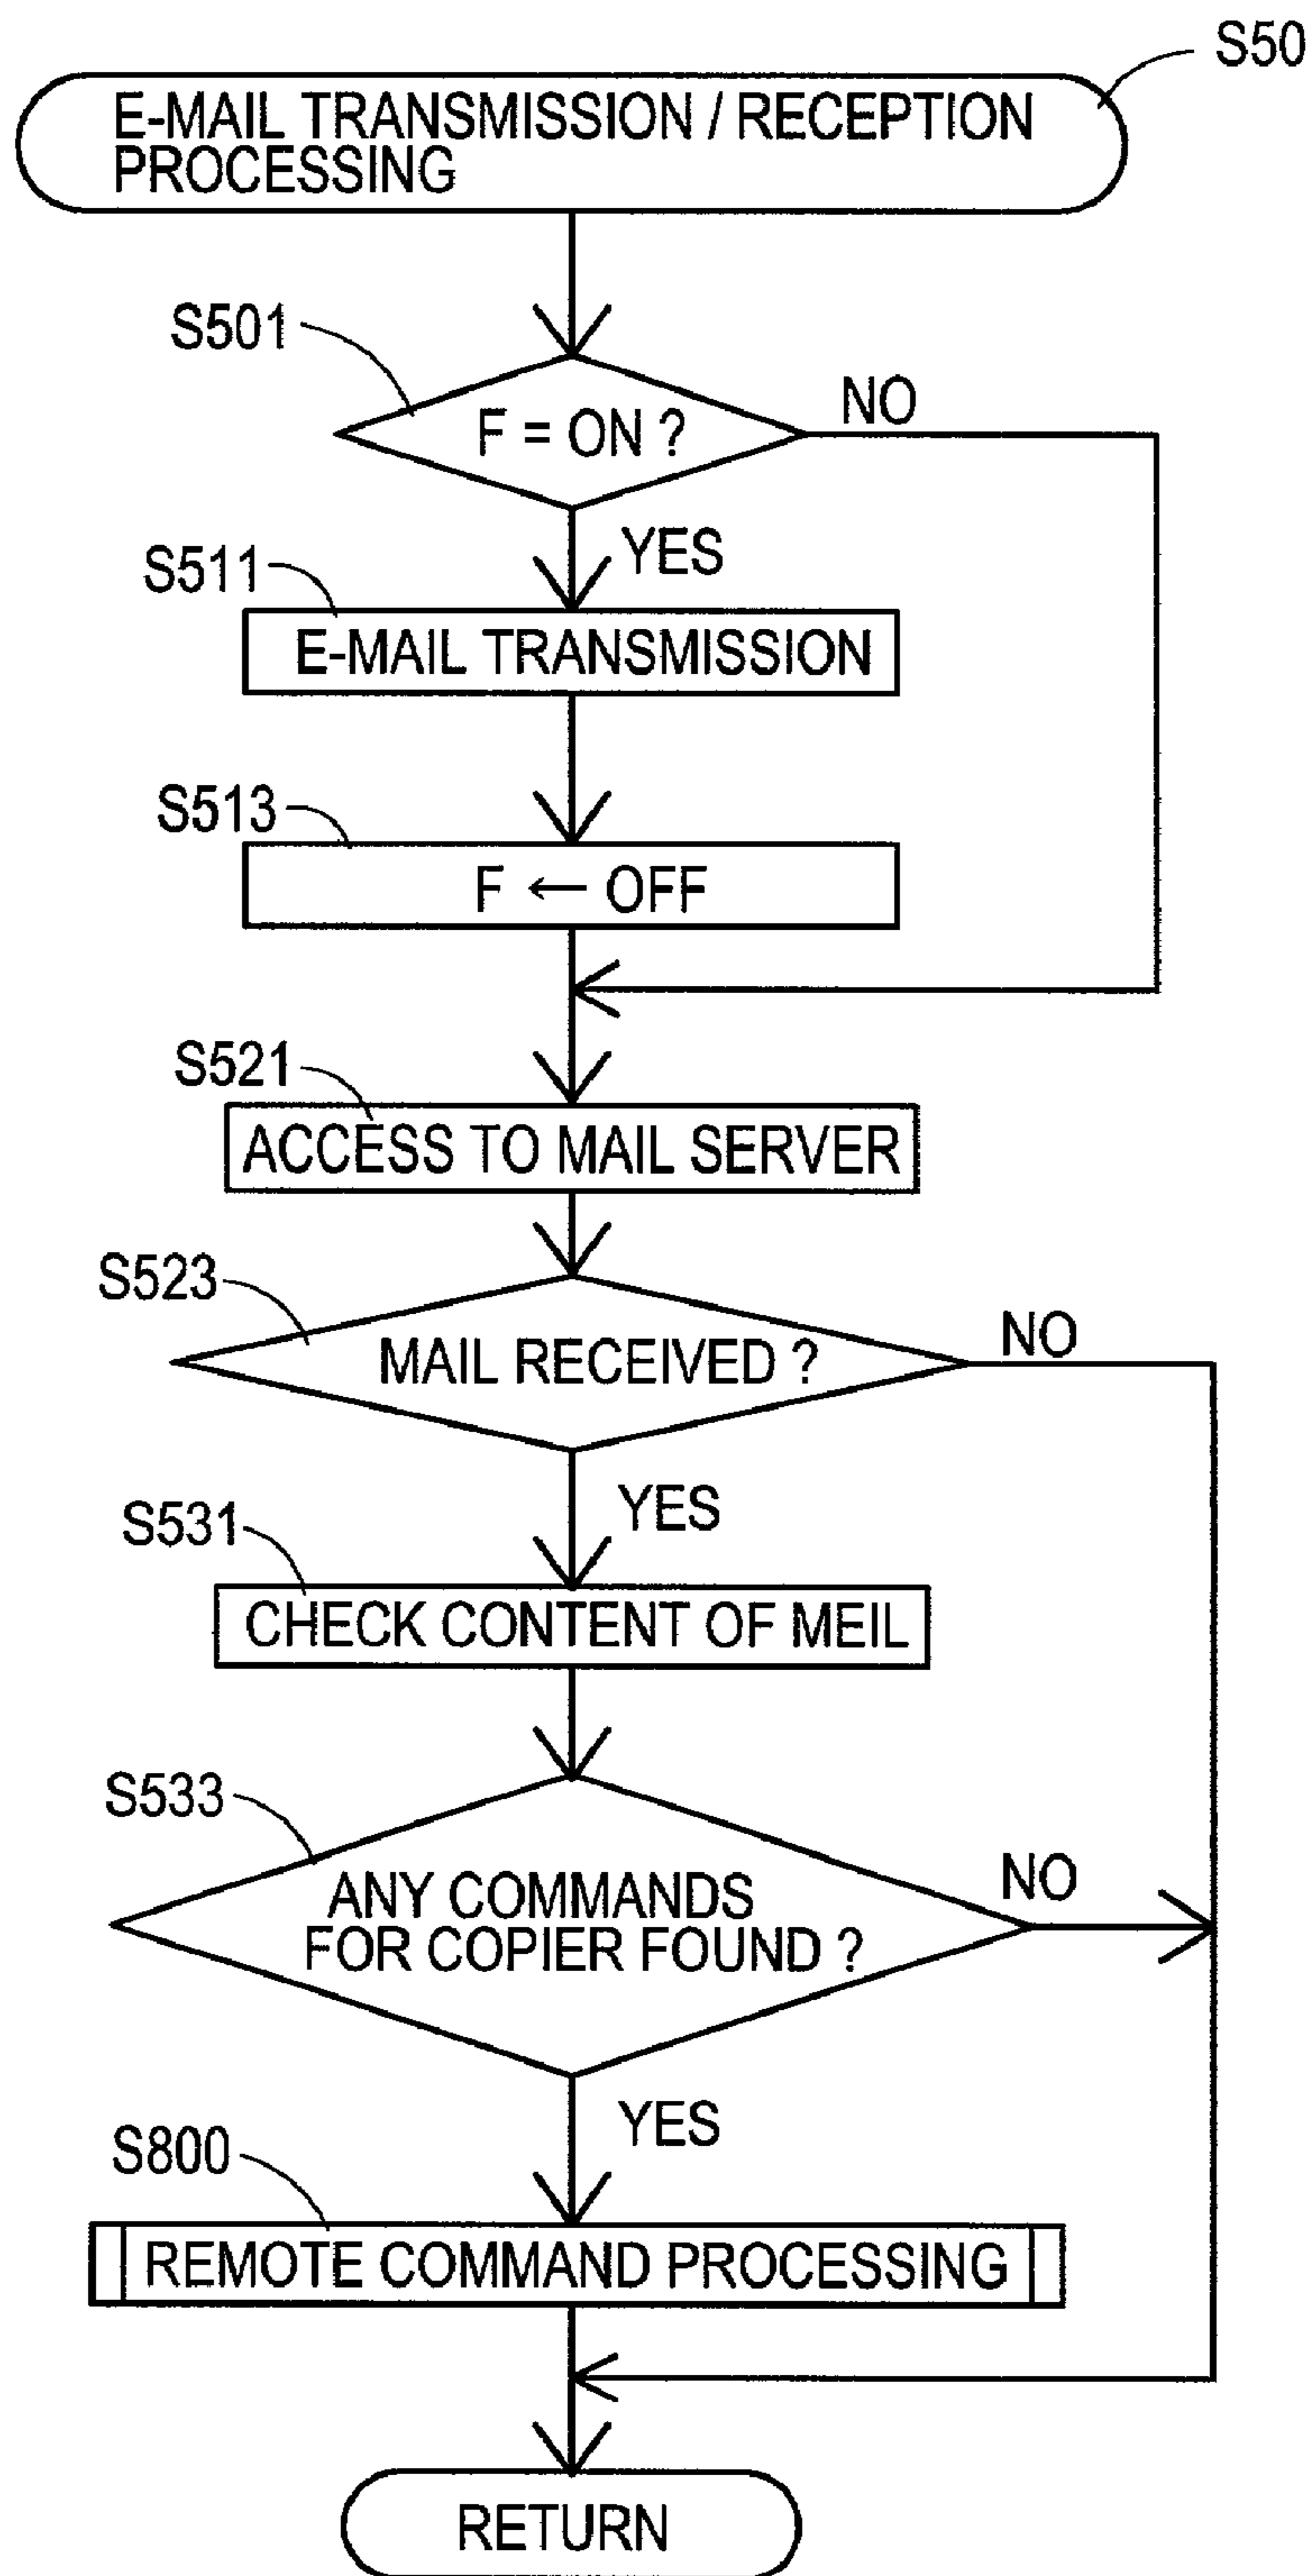 S50
E-MAIL TRANSMISSION / RECEPTION
PROCESSING
S501
F = ON ?
NO
YES
S511
E-MAIL TRANSMISSION
S513
F ← OFF
S521
ACCESS TO MAIL SERVER
S523
MAIL RECEIVED ?
NO
YES
S531
CHECK CONTENT OF MEIL
S533
ANY COMMANDS
FOR COPIER FOUND ?
NO
YES
S800
REMOTE COMMAND PROCESSING
RETURN